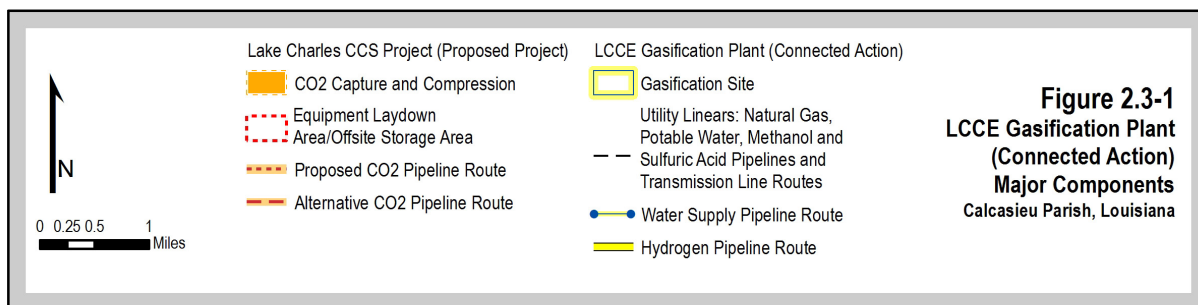 N
0 0.25 0.5 1
Miles
Lake Charles CCS Project (Proposed Project)
CO2 Capture and Compression
Equipment Laydown
Area/Offsite Storage Area
Proposed CO2 Pipeline Route
Alternative CO2 Pipeline Route
LCCE Gasification Plant (Connected Action)
Gasification Site
Utility Linears: Natural Gas,
Potable Water, Methanol and
Sulfuric Acid Pipelines and
Transmission Line Routes
Water Supply Pipeline Route
Hydrogen Pipeline Route
Figure 2.3-1
LCCE Gasification Plant
(Connected Action)
Major Components
Calcasieu Parish, Louisiana